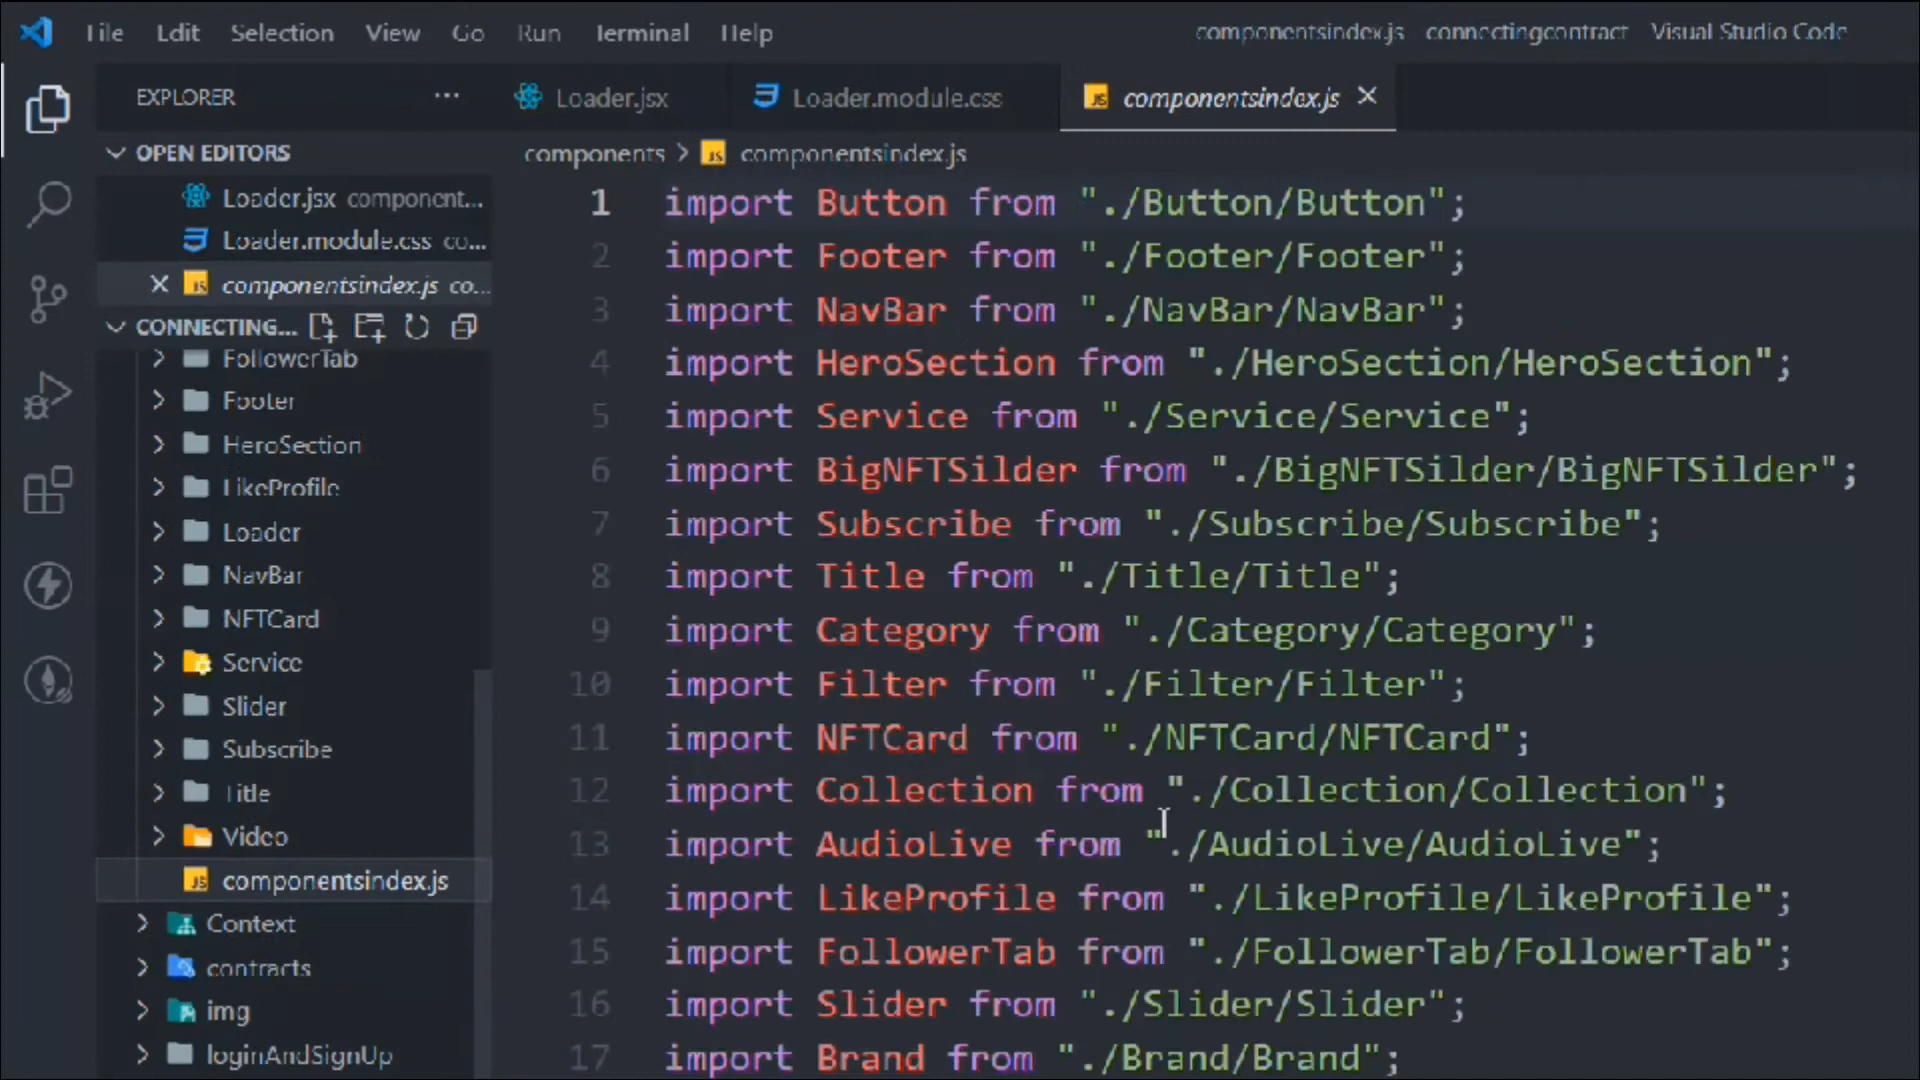 File Edit Selection View Go Run Terminal Help componentsindex.js connectingcontract Visual Studio Code
EXPLORER ... Loader.jsx Loader.module.css componentsindex.js
OPEN EDITORS
components > componentsindex.js
Loader.jsx component...
Loader.module.css co...
componentsindex.js co...
CONNECTING...
FollowerTab
Footer
HeroSection
LikeProfile
Loader
NavBar
NFTCard
Service
Slider
Subscribe
Title
Video
componentsindex.js
Context
contracts
img
loginAndSignUp
1 import Button from "./Button/Button";
2 import Footer from "./Footer/Footer";
3 import NavBar from "./NavBar/NavBar";
4 import HeroSection from "./HeroSection/HeroSection";
5 import Service from "./Service/Service";
6 import BigNFTSilder from "./BigNFTSilder/BigNFTSilder";
7 import Subscribe from "./Subscribe/Subscribe";
8 import Title from "./Title/Title";
9 import Category from "./Category/Category";
10 import Filter from "./Filter/Filter";
11 import NFTCard from "./NFTCard/NFTCard";
12 import Collection from "./Collection/Collection";
13 import AudioLive from "./AudioLive/AudioLive";
14 import LikeProfile from "./LikeProfile/LikeProfile";
15 import FollowerTab from "./FollowerTab/FollowerTab";
16 import Slider from "./Slider/Slider";
17 import Brand from "./Brand/Brand";